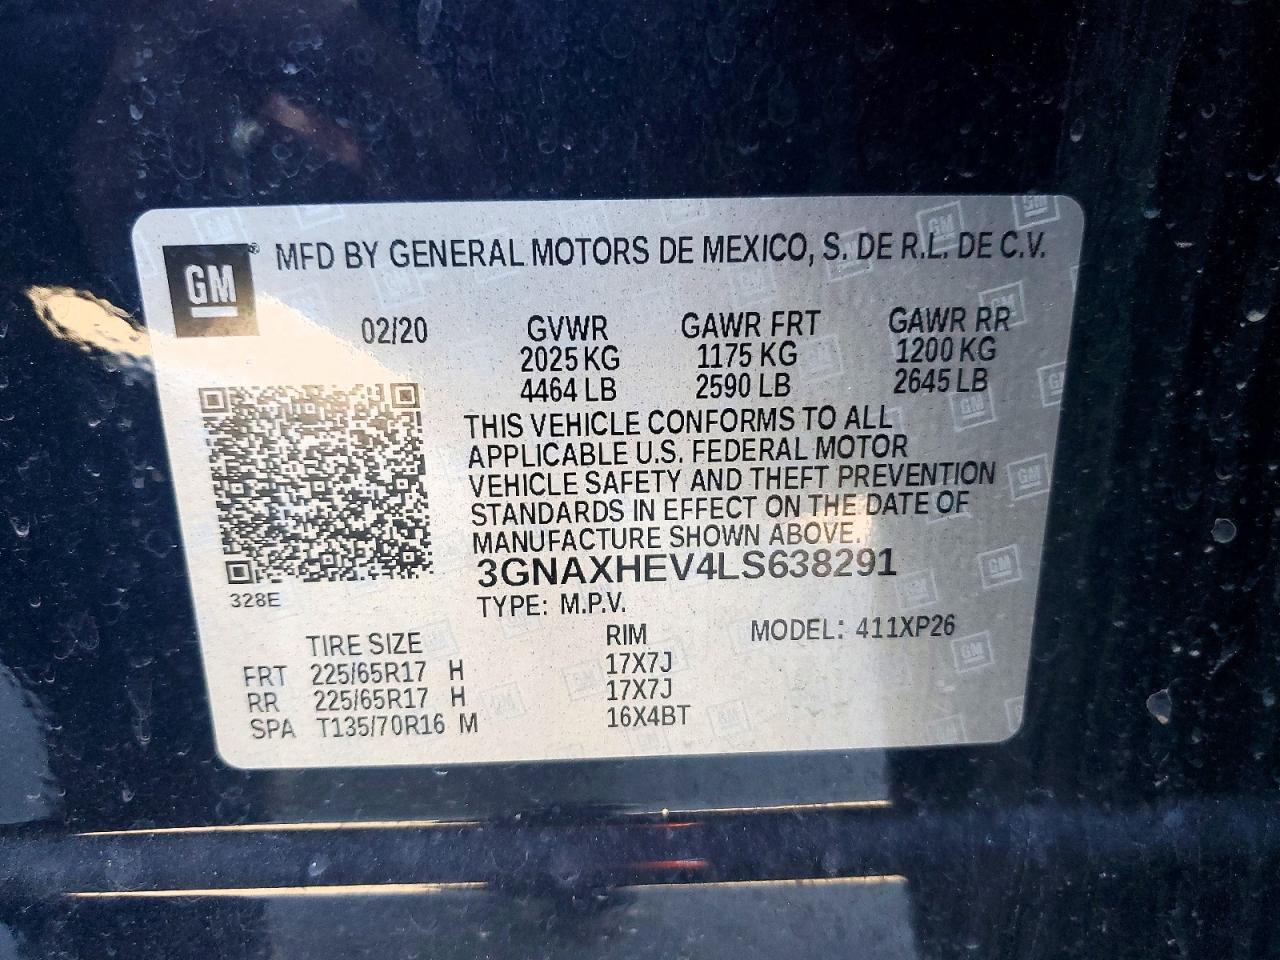 GM® MFD BY GENERAL MOTORS DE MEXICO, S. DE R.L. DE C.V.
02/20 GVWR GAWR FRT GAWR RR
2025 KG 1175 KG 1200 KG
4464 LB 2590 LB 2645 LB
THIS VEHICLE CONFORMS TO ALL
APPLICABLE U.S. FEDERAL MOTOR
VEHICLE SAFETY AND THEFT PREVENTION
STANDARDS IN EFFECT ON THE DATE OF
MANUFACTURE SHOWN ABOVE.
3GNAXHEV4LS638291
328E
TYPE: M.P.V.
TIRE SIZE RIM MODEL: 411XP26
FRT 225/65R17 H 17X7J
RR 225/65R17 H 17X7J
SPA T135/70R16 M 16X4BT